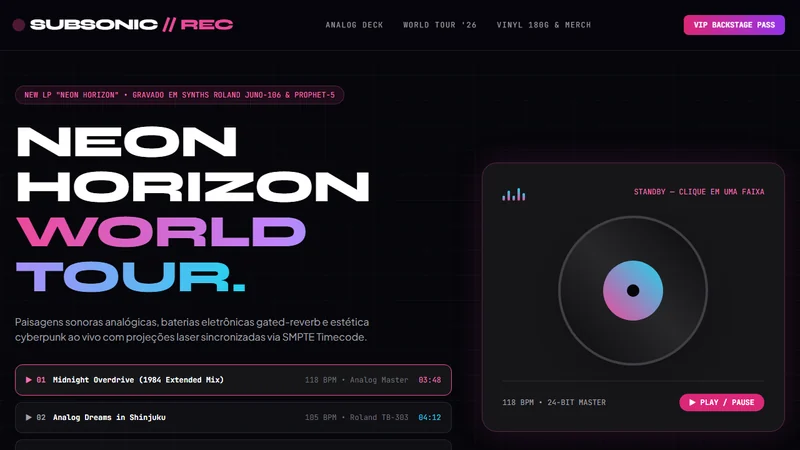 SUBSONIC // REC
ANALOG DECK
WORLD TOUR '26
VINYL 180G & MERCH
VIP BACKSTAGE PASS
NEW LP "NEON HORIZON" • GRAVADO EM SYNTHS ROLAND JUNO-106 & PROPHET-5
NEON
HORIZON
WORLD
TOUR.
Paisagens sonoras analógicas, baterias eletrônicas gated-reverb e estética
cyberpunk ao vivo com projeções laser sincronizadas via SMPTE Timecode.
▶ 01 Midnight Overdrive (1984 Extended Mix) 118 BPM • Analog Master 03:48
▶ 02 Analog Dreams in Shinjuku 105 BPM • Roland TB-303 04:12
STANDBY — CLIQUE EM UMA FAIXA
118 BPM • 24-BIT MASTER
▶ PLAY / PAUSE